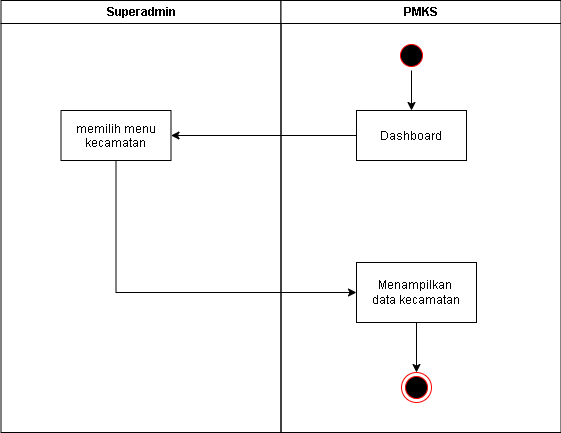 Superadmin
PMKS
Dashboard
memilih menu
kecamatan
Menampilkan
data kecamatan